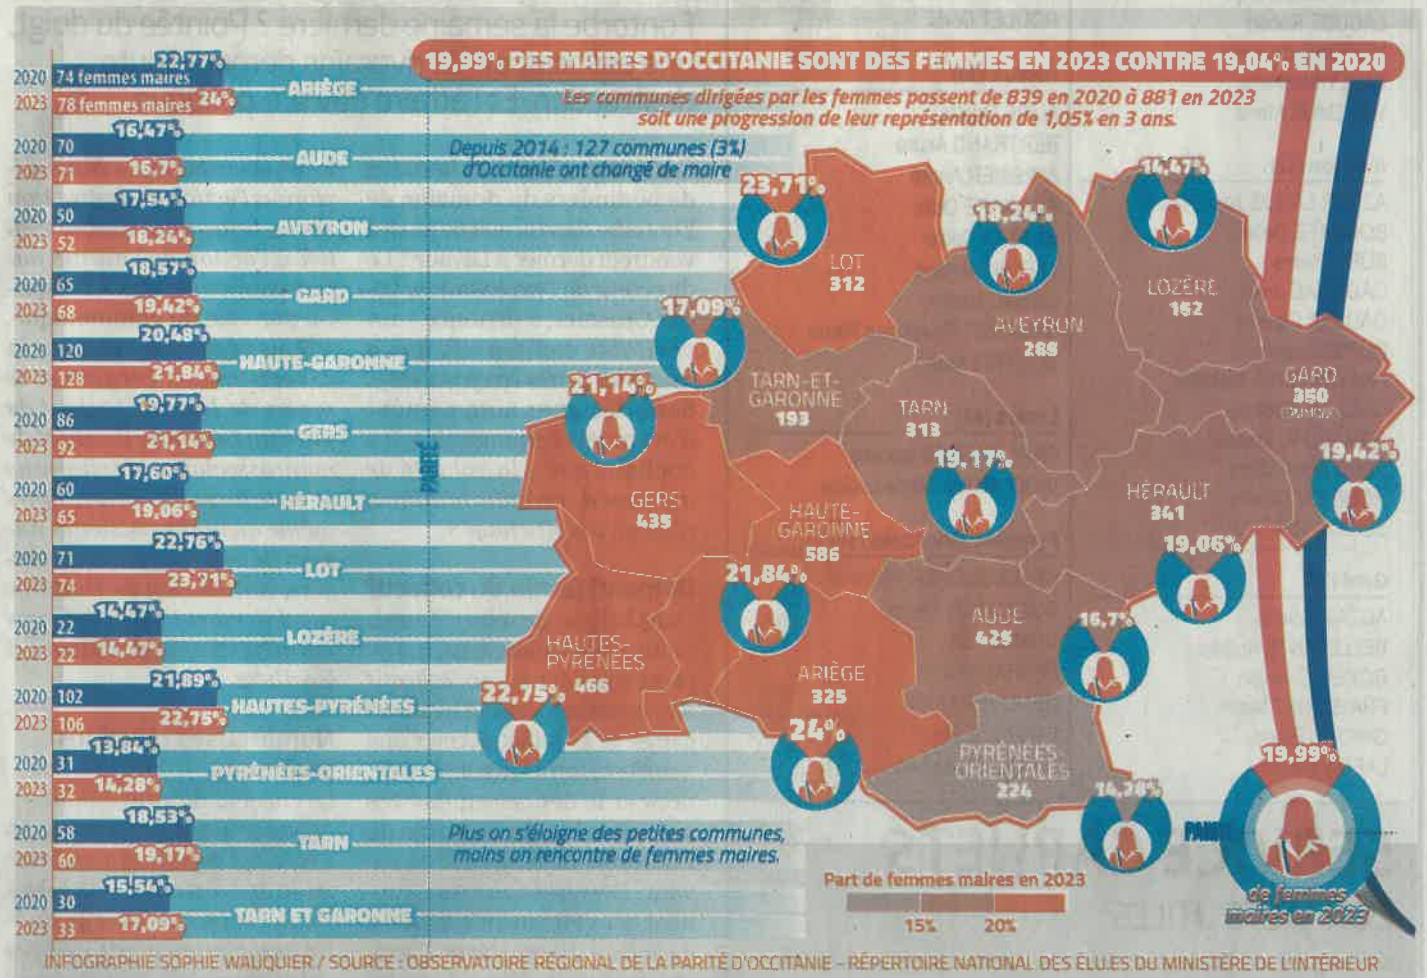 19,99% DES MAIRES D'OCCITANIE SONT DES FEMMES EN 2023 CONTRE 19,04% EN 2020
Les communes dirigées par les femmes passent de 839 en 2020 à 881 en 2023
soit une progression de leur représentation de 1,05% en 3 ans.
Depuis 2014 : 127 communes (3%)
d'Occitanie ont changé de maire
22,77%
2020 74 femmes maires
ARIÈGE
2023 78 femmes maires 24%
16,47%
2020 70
AUDE
2023 71 16,7%
17,54%
2020 50
AVEYRON
2023 52 18,24%
18,57%
2020 65
GARD
2023 68 19,42%
20,48%
2020 120
HAUTE-GARONNE
2023 128 21,84%
19,77%
2020 86
GERS
2023 92 21,14%
17,60%
2020 60
HÉRAULT
2023 65 19,06%
22,76%
2020 71
LOT
2023 74 23,71%
14,47%
2020 22
LOZÈRE
2023 22 14,47%
21,89%
2020 102
HAUTES-PYRÉNÉES
2023 106 22,75%
13,84%
2020 31
PYRÉNÉES-ORIENTALES
2023 32 14,28%
18,53%
2020 58
TARN
2023 60 19,17%
15,54%
2020 30
TARN ET GARONNE
2023 33 17,09%
PARITÉ
23,71%
LOT
312
18,24%
AVEYRON
285
14,47%
LOZÈRE
152
17,09%
TARN-ET-
GARONNE
193
21,14%
GERS
435
TARN
313
19,17%
GARD
350
19,42%
HÉRAULT
341
19,06%
HAUTE-
GARONNE
586
21,84%
HAUTES-
PYRENÉES
466
22,75%
ARIÈGE
325
24%
AUDE
425
16,7%
PYRÉNÉES-
ORIENTALES
224
14,28%
19,99%
de femmes
maires en 2023
Plus on s'éloigne des petites communes,
moins on rencontre de femmes maires.
Part de femmes maires en 2023
15% 20%
INFOGRAPHIE SOPHIE WAUQUIER / SOURCE : OBSERVATOIRE RÉGIONAL DE LA PARITÉ D'OCCITANIE – RÉPERTOIRE NATIONAL DES ÉLU.ES DU MINISTÈRE DE L'INTÉRIEUR